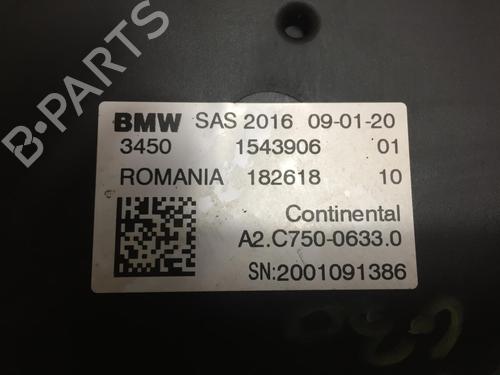 B-PARTS
BMW SAS 2016 09-01-20
3450 1543906 01
ROMANIA 182618 10
Continental
A2.C750-0633.0
SN:2001091386